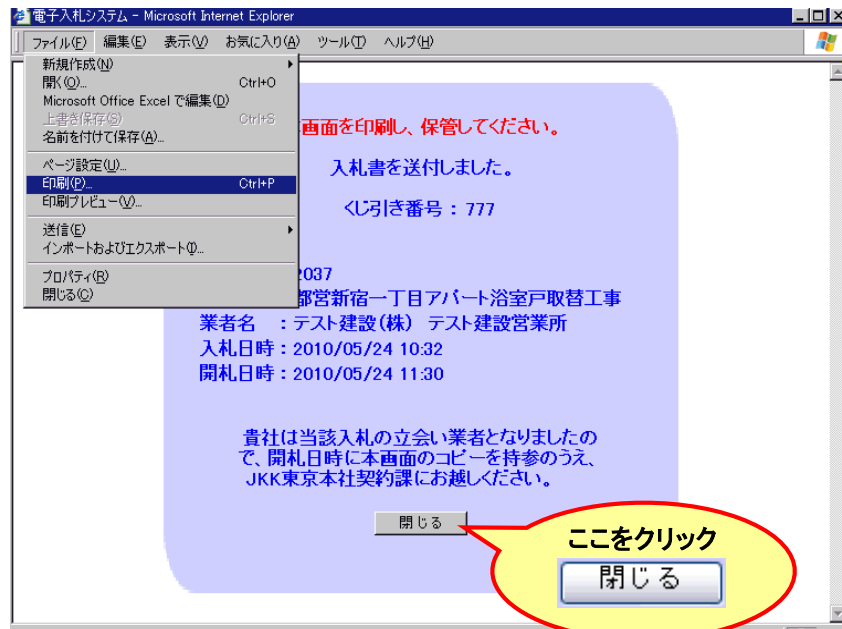 電子入札システム - Microsoft Internet Explorer
ファイル(F) 編集(E) 表示(V) お気に入り(A) ツール(T) ヘルプ(H)
新規作成(N)
開く(O)... Ctrl+O
Microsoft Office Excel で編集(D)
上書き保存(S) Ctrl+S
名前を付けて保存(A)...
ページ設定(U)...
印刷(P)... Ctrl+P
印刷プレビュー(V)...
送信(E)
インポートおよびエクスポート(I)...
プロパティ(R)
閉じる(C)
画面を印刷し、保管してください。
入札書を送付しました。
くじ引き番号：777
2037
都営新宿一丁目アパート浴室戸取替工事
業者名 ：テスト建設(株) テスト建設営業所
入札日時：2010/05/24 10:32
開札日時：2010/05/24 11:30
貴社は当該入札の立会い業者となりましたの
で、開札日時に本画面のコピーを持参のうえ、
JKK東京本社契約課にお越しください。
閉じる
ここをクリック
閉じる